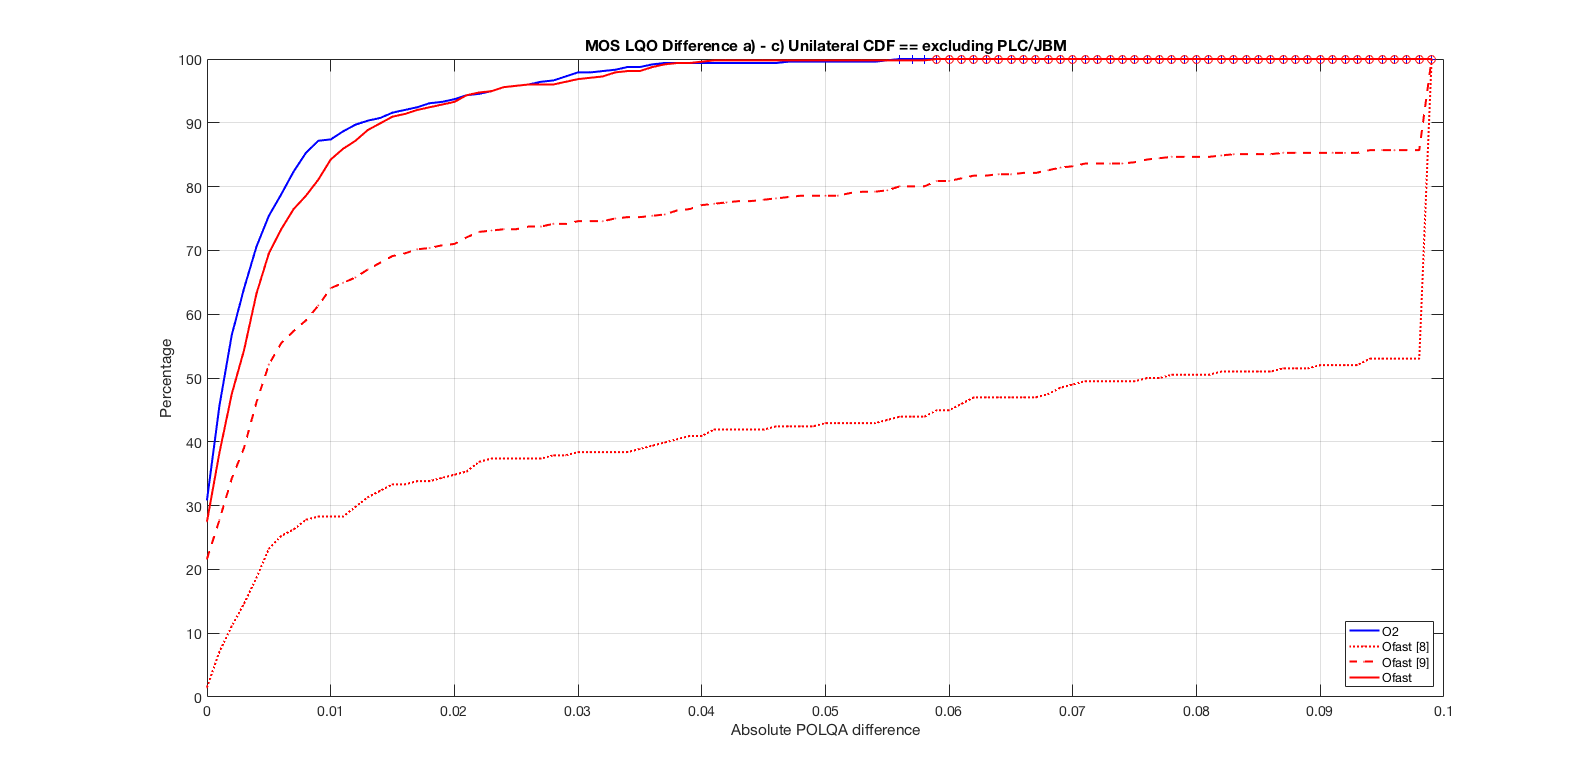 MOS LQO Difference a) - c) Unilateral CDF == excluding PLC/JBM
100
90
80
70
60
50
40
30
20
10
0
Percentage
0 0.01 0.02 0.03 0.04 0.05 0.06 0.07 0.08 0.09 0.1
Absolute POLQA difference
O2
Ofast [8]
Ofast [9]
Ofast